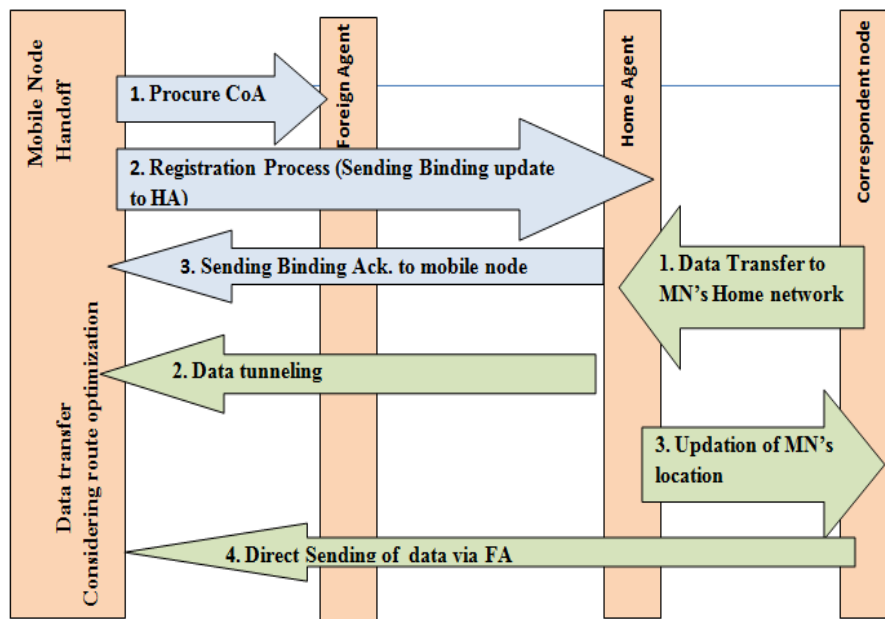 Mobile Node
Handoff
Foreign Agent
Home Agent
Correspondent node
1. Procure CoA
2. Registration Process (Sending Binding update
to HA)
3. Sending Binding Ack. to mobile node
1. Data Transfer to
MN's Home network
2. Data tunneling
3. Updation of MN's
location
4. Direct Sending of data via FA
Data transfer
Considering route optimization